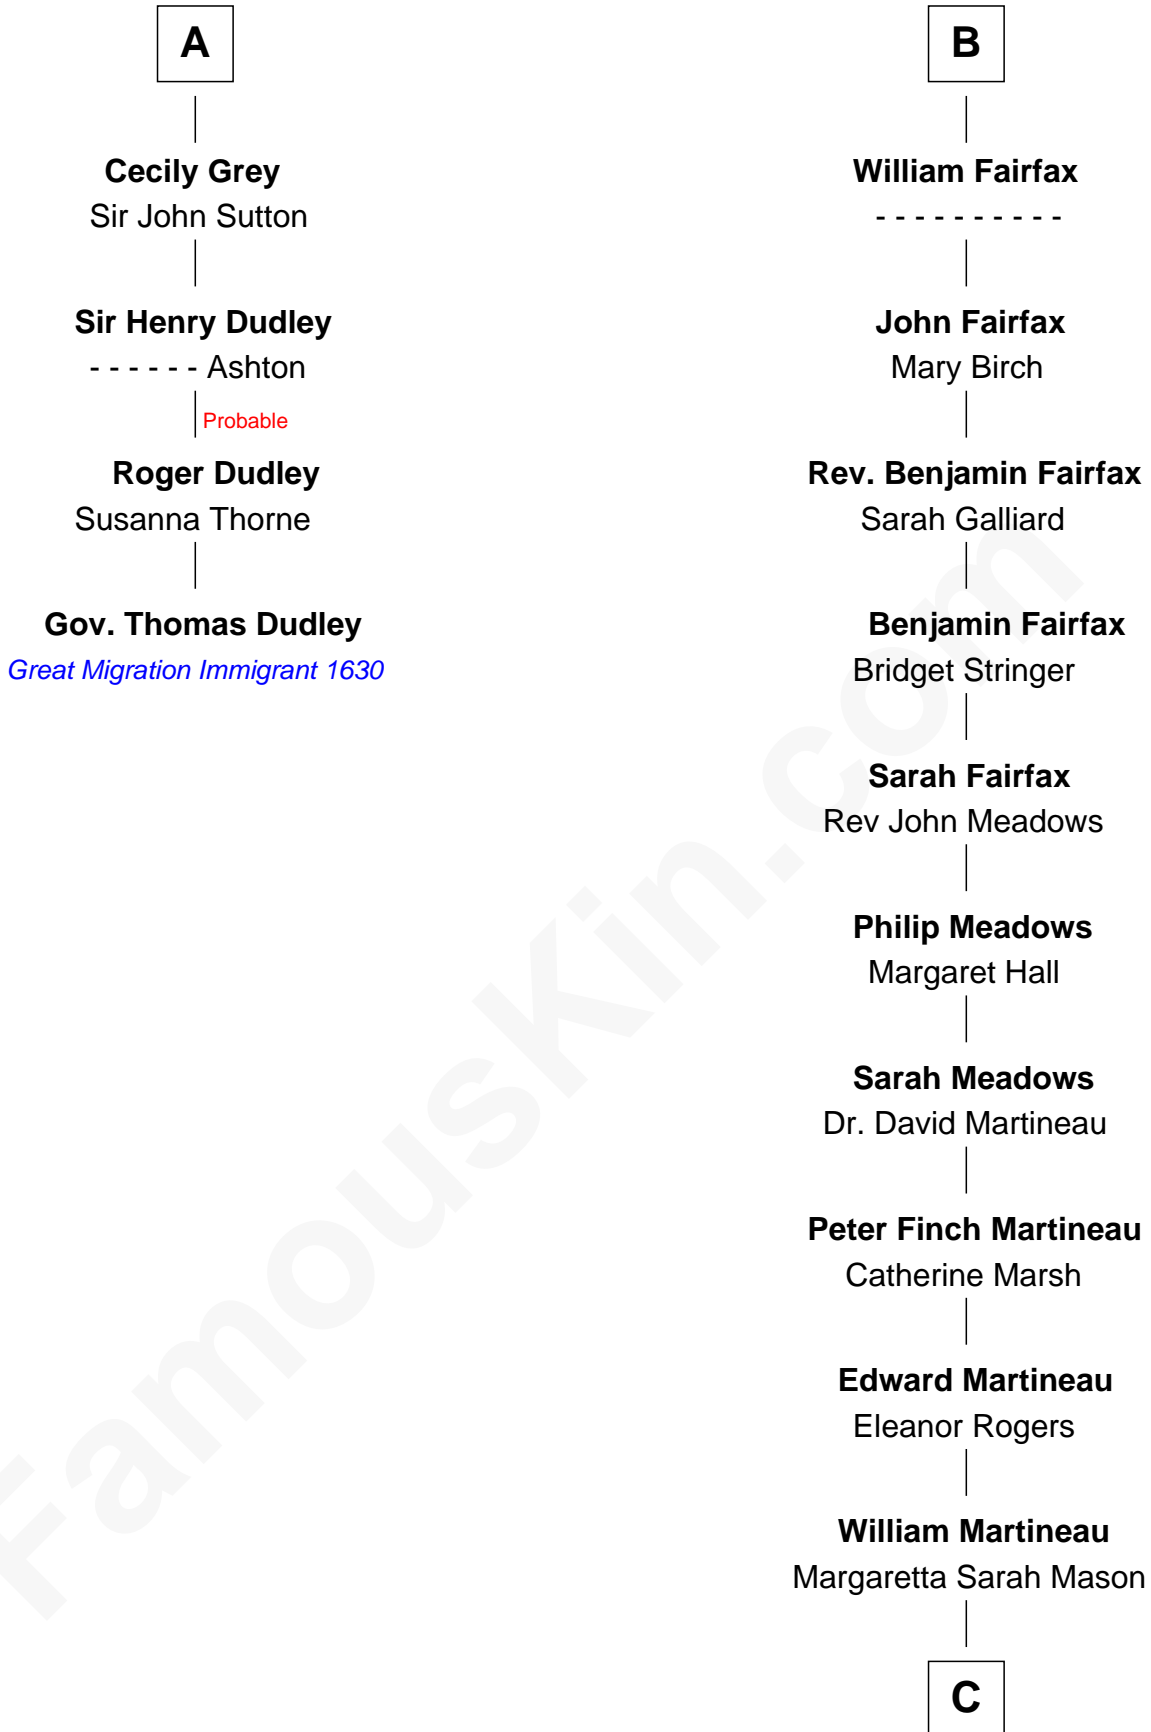 A
Cecily Grey
Sir John Sutton
Sir Henry Dudley
- - - - - - Ashton
Probable
Roger Dudley
Susanna Thorne
Gov. Thomas Dudley
Great Migration Immigrant 1630
B
William Fairfax
- - - - - - - - - -
John Fairfax
Mary Birch
Rev. Benjamin Fairfax
Sarah Galliard
Benjamin Fairfax
Bridget Stringer
Sarah Fairfax
Rev John Meadows
Philip Meadows
Margaret Hall
Sarah Meadows
Dr. David Martineau
Peter Finch Martineau
Catherine Marsh
Edward Martineau
Eleanor Rogers
William Martineau
Margaretta Sarah Mason
C
FamousKin.com